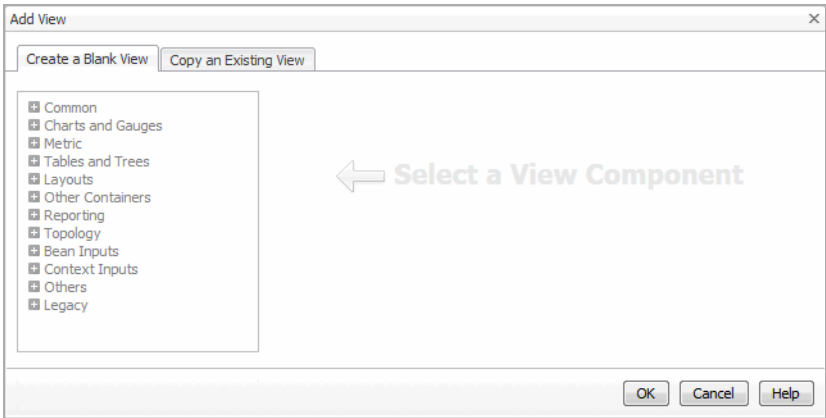 Add View
Create a Blank View
Copy an Existing View
Common
Charts and Gauges
Metric
Tables and Trees
Layouts
Other Containers
Reporting
Topology
Bean Inputs
Context Inputs
Others
Legacy
Select a View Component
OK
Cancel
Help